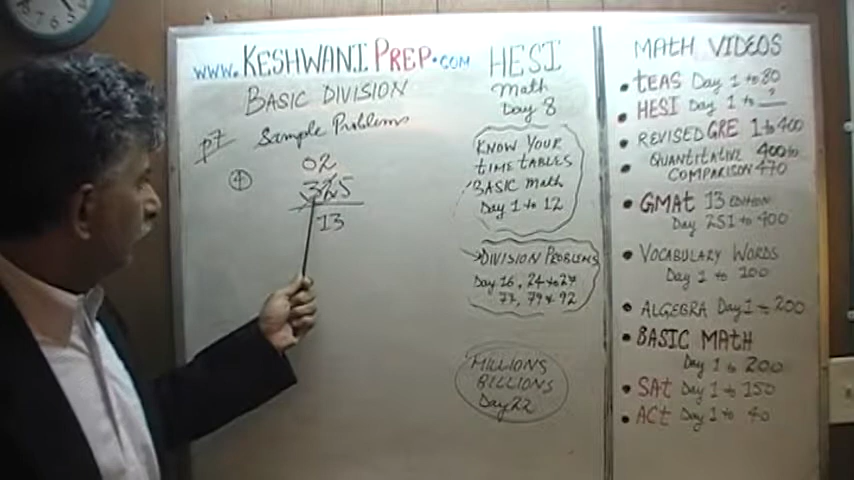 www.KESHWANIPREP.com
BASIC DIVISION
p7 Sample Problems
02
325
13
HESI
Math
Day 8
KNOW YOUR
TIME TABLES
BASIC Math
Day 1 to 12
DIVISION PROBLEMS
Day 16, 24 to 27
77, 79 & 92
MILLIONS
BILLIONS
Day 22
MATH VIDEOS
• TEAS Day 1 to 80
• HESI Day 1 to ?
• REVISED GRE 1 to 400
• QUANTITATIVE 400 to
COMPARISON 470
• GMAT 13 EDITION
Day 251 to 400
• VOCABULARY WORDS
Day 1 to 200
• ALGEBRA Day 1 to 200
• BASIC MATH
Day 1 to 200
• SAT Day 1 to 150
• ACT Day 1 to 40